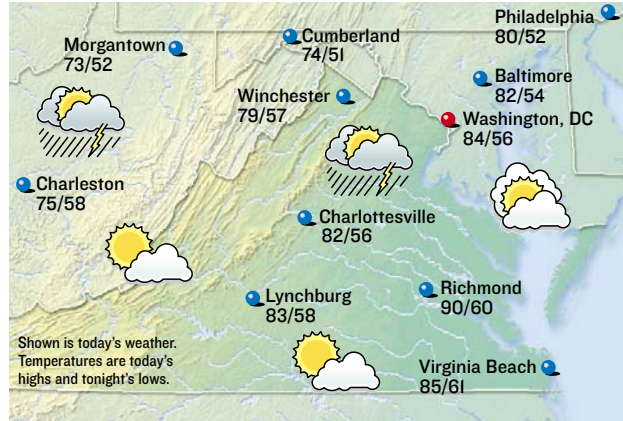 Philadelphia
80/52
Cumberland
74/51
Morgantown
73/52
Baltimore
82/54
Winchester
79/57
Washington, DC
84/56
Charleston
75/58
Charlottesville
82/56
Richmond
90/60
Lynchburg
83/58
Shown is today's weather.
Temperatures are today's
highs and tonight's lows.
Virginia Beach
85/61